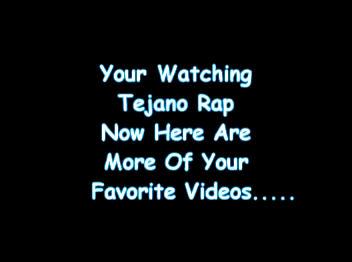 Your Watching
Tejano Rap
Now Here Are
More Of Your
Favorite Videos.....